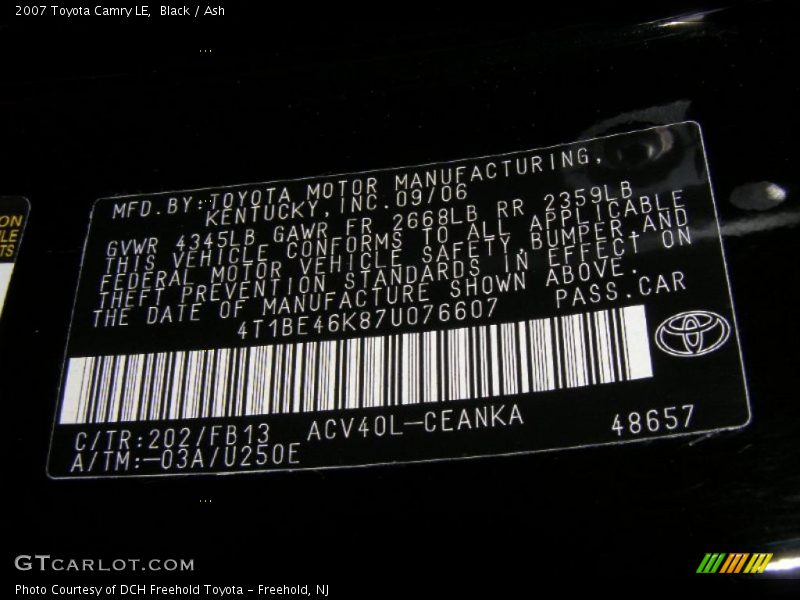 2007 Toyota Camry LE,  Black / Ash
...
ON
LE
TS
MFD.BY:TOYOTA MOTOR MANUFACTURING,
KENTUCKY,INC.09/06
GVWR 4345LB GAWR FR 2668LB RR 2359LB
THIS VEHICLE CONFORMS TO ALL APPLICABLE
FEDERAL MOTOR VEHICLE SAFETY,BUMPER,AND
THEFT PREVENTION STANDARDS IN EFFECT ON
THE DATE OF MANUFACTURE SHOWN ABOVE.
4T1BE46K87U076607 PASS.CAR
C/TR:202/FB13 ACV40L-CEANKA 48657
A/TM:-03A/U250E
...
GTCARLOT.COM
Photo Courtesy of DCH Freehold Toyota - Freehold, NJ